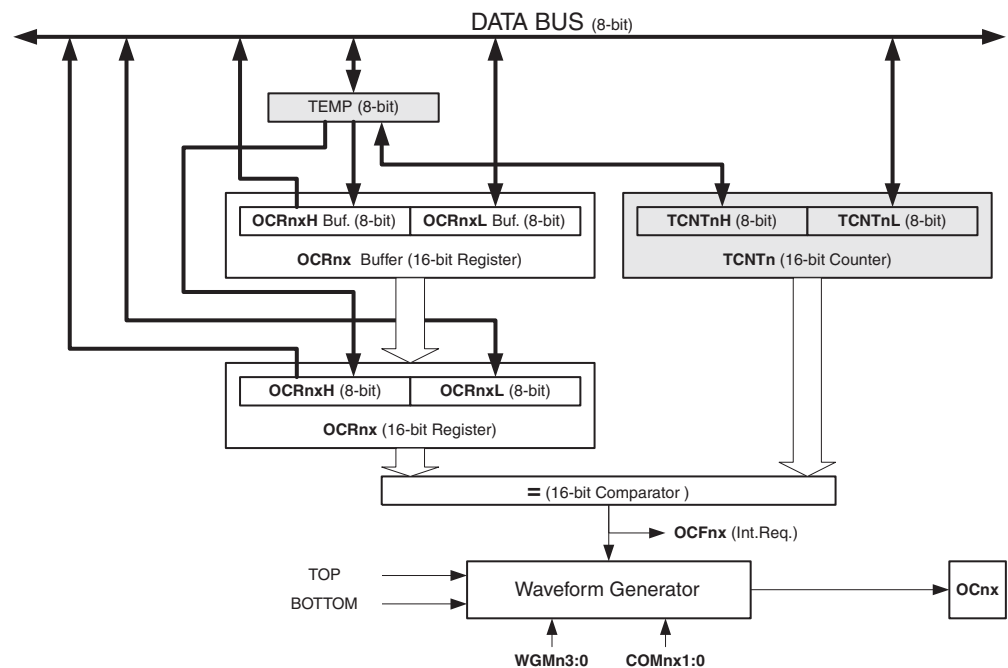 DATA BUS (8-bit)
TEMP (8-bit)
OCRnxH Buf. (8-bit) OCRnxL Buf. (8-bit)
OCRnx Buffer (16-bit Register)
TCNTnH (8-bit) TCNTnL (8-bit)
TCNTn (16-bit Counter)
OCRnxH (8-bit) OCRnxL (8-bit)
OCRnx (16-bit Register)
= (16-bit Comparator )
OCFnx (Int.Req.)
TOP
BOTTOM
Waveform Generator
OCnx
WGMn3:0 COMnx1:0